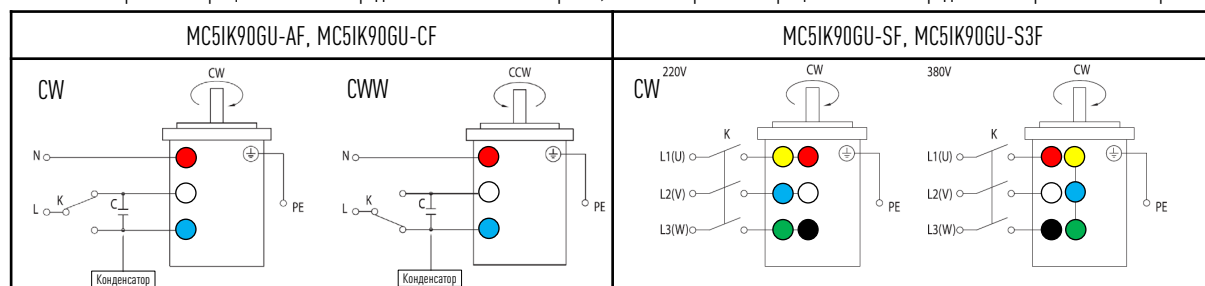 MC5IK90GU-AF, MC5IK90GU-CF
MC5IK90GU-SF, MC5IK90GU-S3F
CW
CW
N
L
K
C
PE
Конденсатор
CWW
CCW
N
L
K
C
PE
Конденсатор
CW
220V
CW
K
L1(U)
L2(V)
L3(W)
PE
380V
CW
K
L1(U)
L2(V)
L3(W)
PE